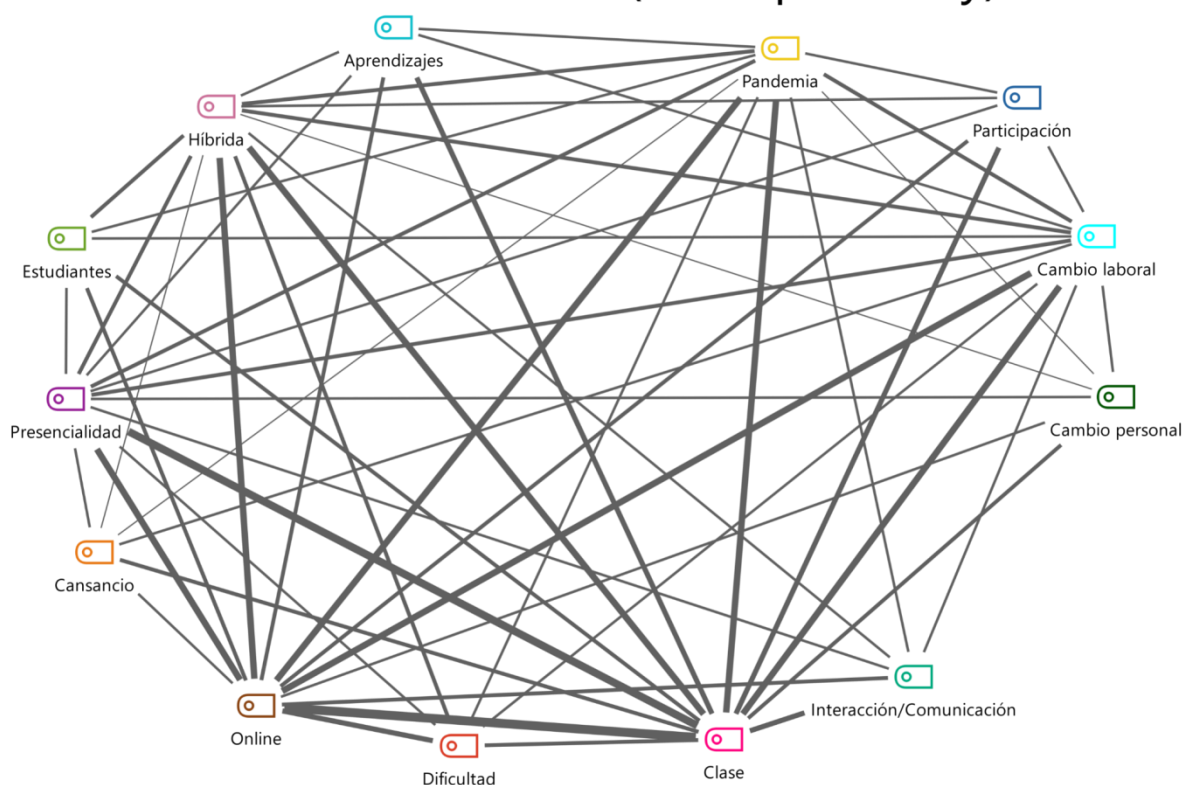 Aprendizajes
Pandemia
Participación
Híbrida
Estudiantes
Cambio laboral
Presencialidad
Cambio personal
Cansancio
Interacción/Comunicación
Online
Clase
Dificultad